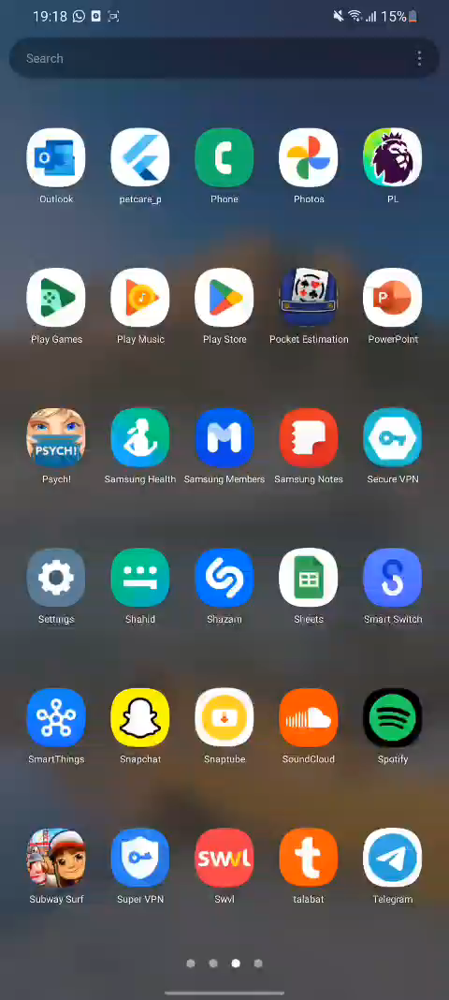 19:18 15%
Search
Outlook petcare_p Phone Photos PL
Play Games Play Music Play Store Pocket Estimation PowerPoint
PSYCH!
Psych! Samsung Health Samsung Members Samsung Notes Secure VPN
Settings Shahid Shazam Sheets Smart Switch
SmartThings Snapchat Snaptube SoundCloud Spotify
swvl
Subway Surf Super VPN Swvl talabat Telegram